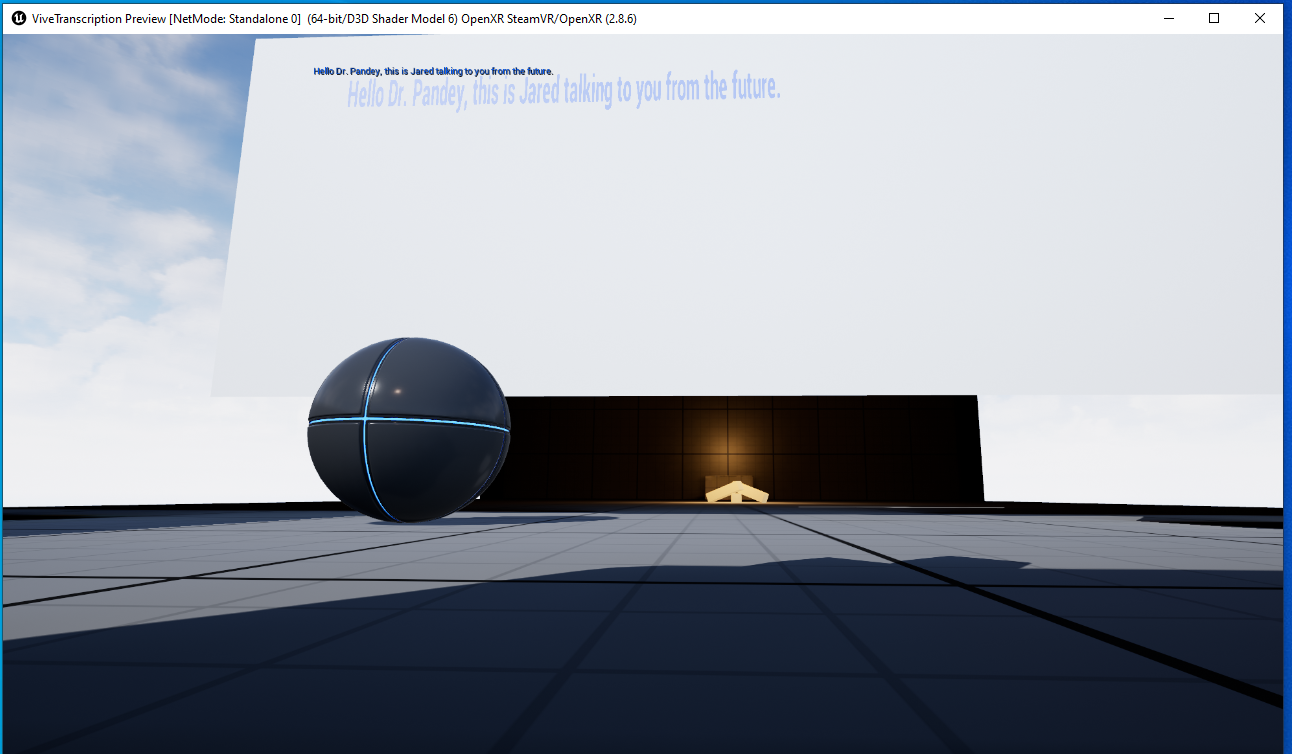 ViveTranscription Preview [NetMode: Standalone 0]  (64-bit/D3D Shader Model 6) OpenXR SteamVR/OpenXR (2.8.6)
Hello Dr. Pandey, this is Jared talking to you from the future.
Hello Dr. Pandey, this is Jared talking to you from the future.